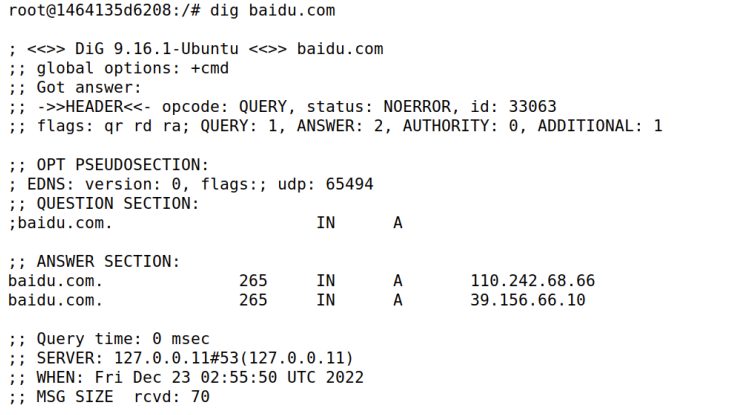 root@1464135d6208:/# dig baidu.com
; <<>> DiG 9.16.1-Ubuntu <<>> baidu.com
;; global options: +cmd
;; Got answer:
;; ->>HEADER<<- opcode: QUERY, status: NOERROR, id: 33063
;; flags: qr rd ra; QUERY: 1, ANSWER: 2, AUTHORITY: 0, ADDITIONAL: 1
;; OPT PSEUDOSECTION:
; EDNS: version: 0, flags:; udp: 65494
;; QUESTION SECTION:
;baidu.com. IN A
;; ANSWER SECTION:
baidu.com. 265 IN A 110.242.68.66
baidu.com. 265 IN A 39.156.66.10
;; Query time: 0 msec
;; SERVER: 127.0.0.11#53(127.0.0.11)
;; WHEN: Fri Dec 23 02:55:50 UTC 2022
;; MSG SIZE rcvd: 70